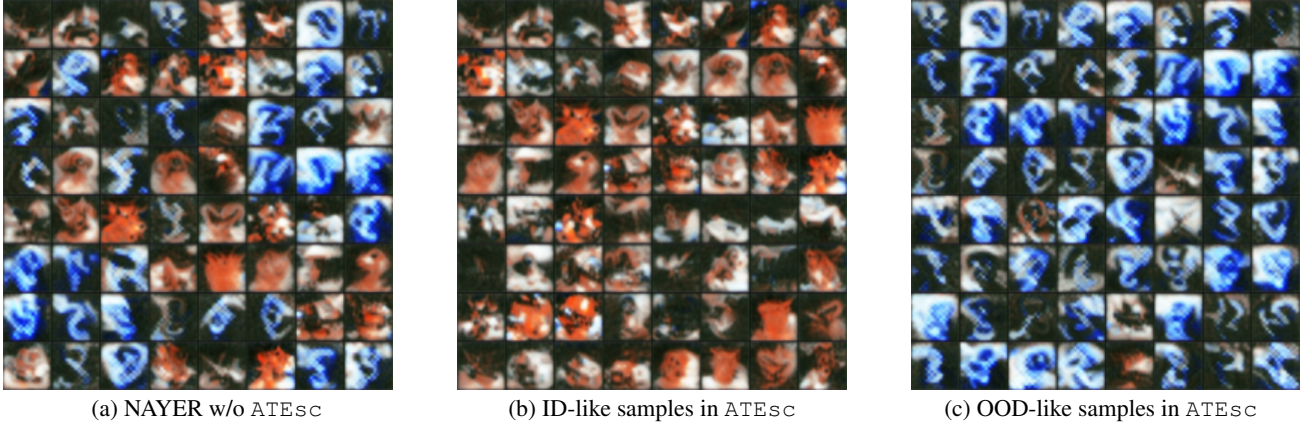 (a) NAYER w/o ATEsc
(b) ID-like samples in ATEsc
(c) OOD-like samples in ATEsc